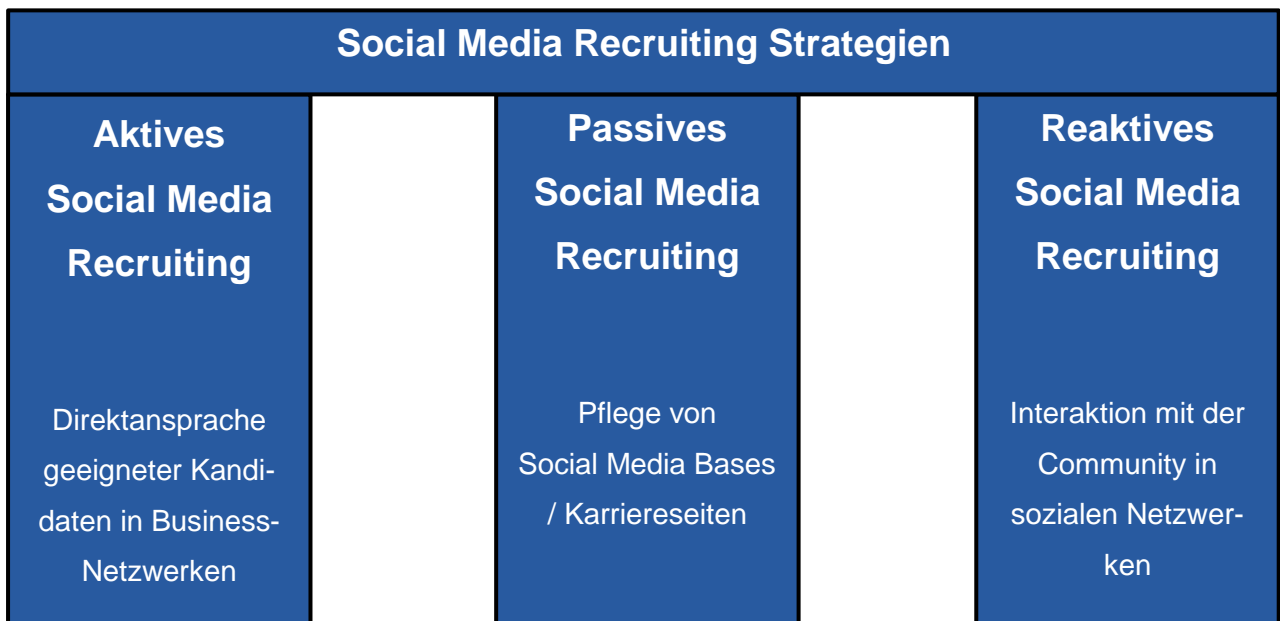 Social Media Recruiting Strategien
Aktives
Social Media
Recruiting
Direktansprache
geeigneter Kandi-
daten in Business-
Netzwerken
Passives
Social Media
Recruiting
Pflege von
Social Media Bases
/ Karriereseiten
Reaktives
Social Media
Recruiting
Interaktion mit der
Community in
sozialen Netzwer-
ken